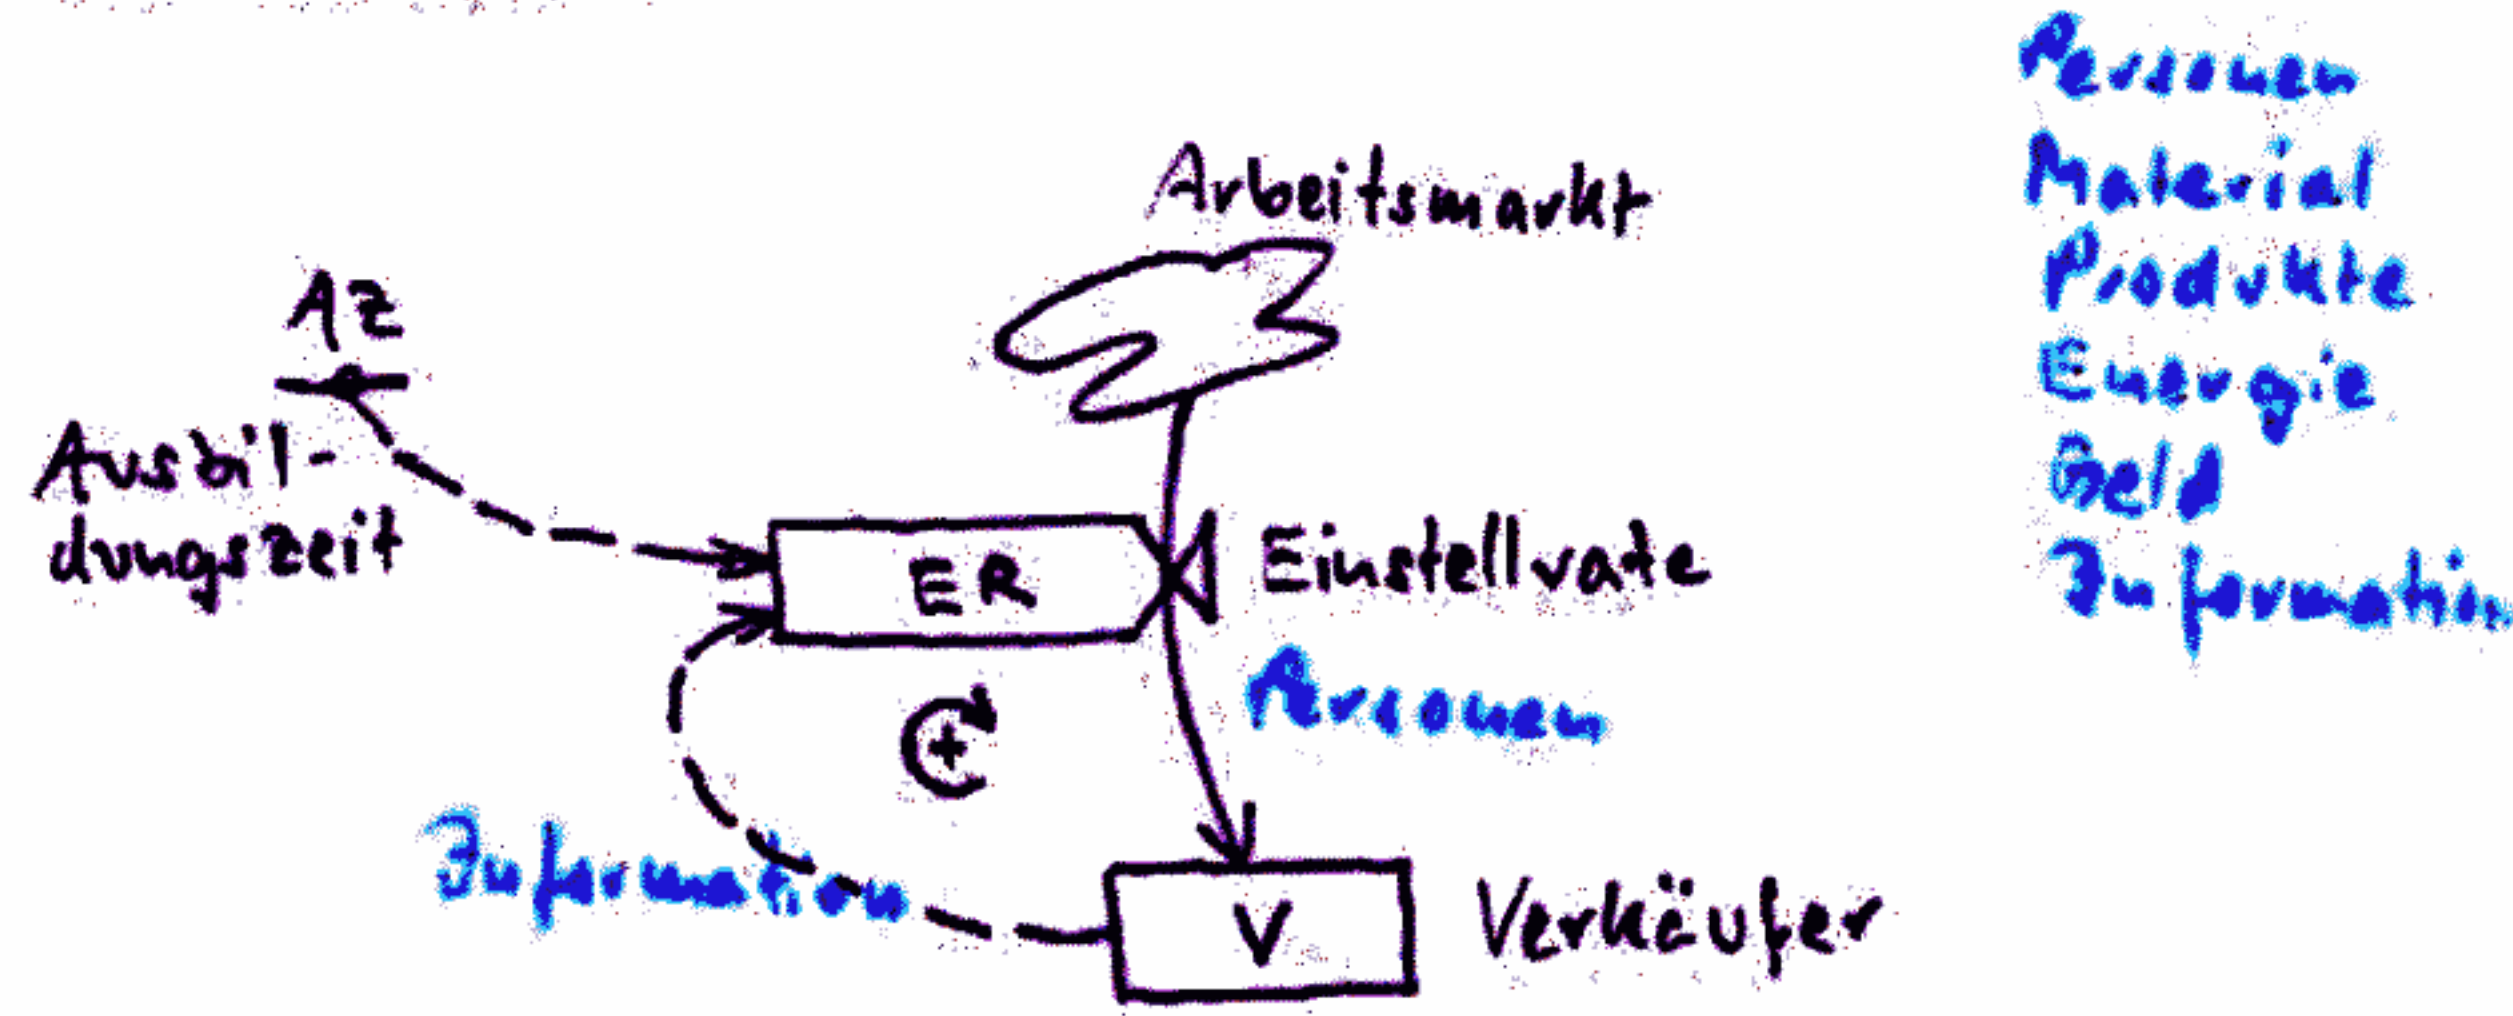 Personen
Material
Produkte
Energie
Geld
Information
Arbeitsmarkt
AZ
Ausbil-
dungszeit
ER
Einstellrate
Personen
+
Information
V
Verkäufer